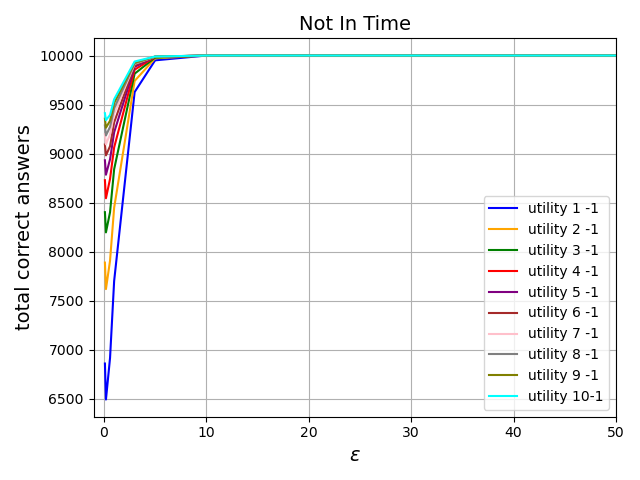 Not In Time
total correct answers
10000
9500
9000
8500
8000
7500
7000
6500
0 10 20 30 40 50
ε
utility 1 -1
utility 2 -1
utility 3 -1
utility 4 -1
utility 5 -1
utility 6 -1
utility 7 -1
utility 8 -1
utility 9 -1
utility 10-1